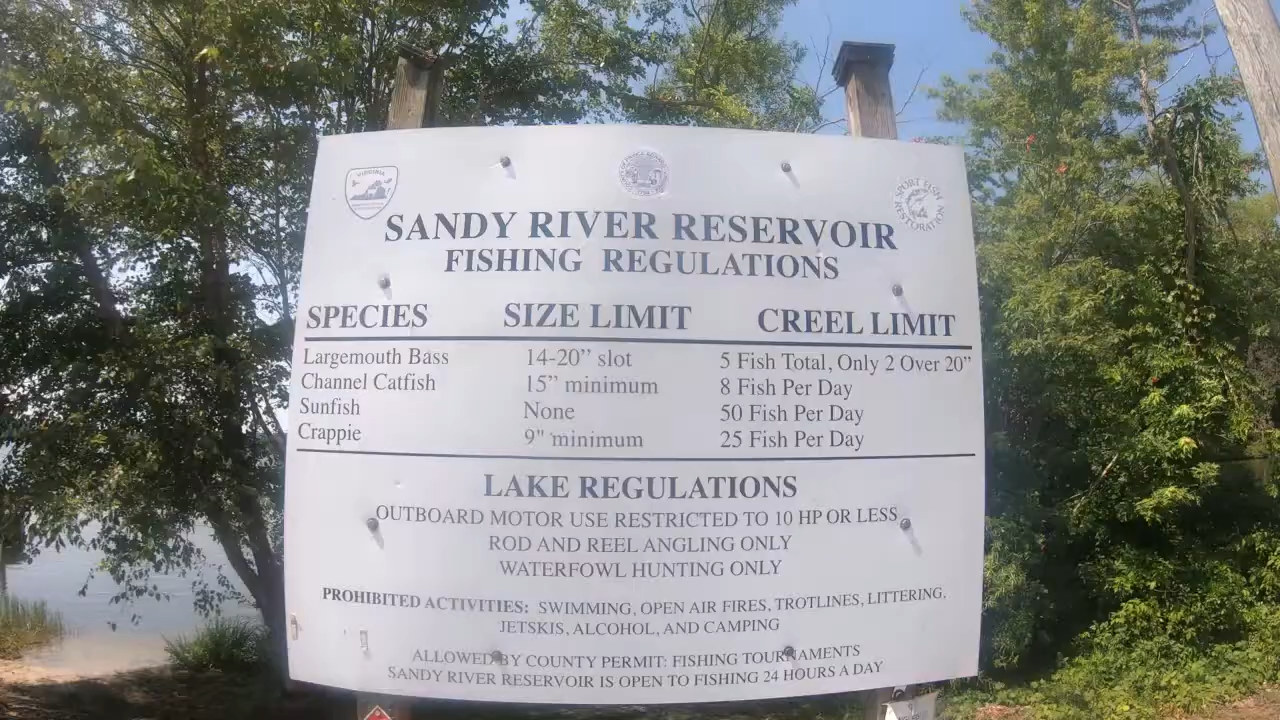 VIRGINIA
SPORT FISH RESTORATION
SANDY RIVER RESERVOIR
FISHING REGULATIONS
SPECIES SIZE LIMIT CREEL LIMIT
Largemouth Bass 14-20” slot 5 Fish Total, Only 2 Over 20”
Channel Catfish 15” minimum 8 Fish Per Day
Sunfish None 50 Fish Per Day
Crappie 9" minimum 25 Fish Per Day
LAKE REGULATIONS
OUTBOARD MOTOR USE RESTRICTED TO 10 HP OR LESS
ROD AND REEL ANGLING ONLY
WATERFOWL HUNTING ONLY
PROHIBITED ACTIVITIES: SWIMMING, OPEN AIR FIRES, TROTLINES, LITTERING,
JETSKIS, ALCOHOL, AND CAMPING
ALLOWED BY COUNTY PERMIT: FISHING TOURNAMENTS
SANDY RIVER RESERVOIR IS OPEN TO FISHING 24 HOURS A DAY